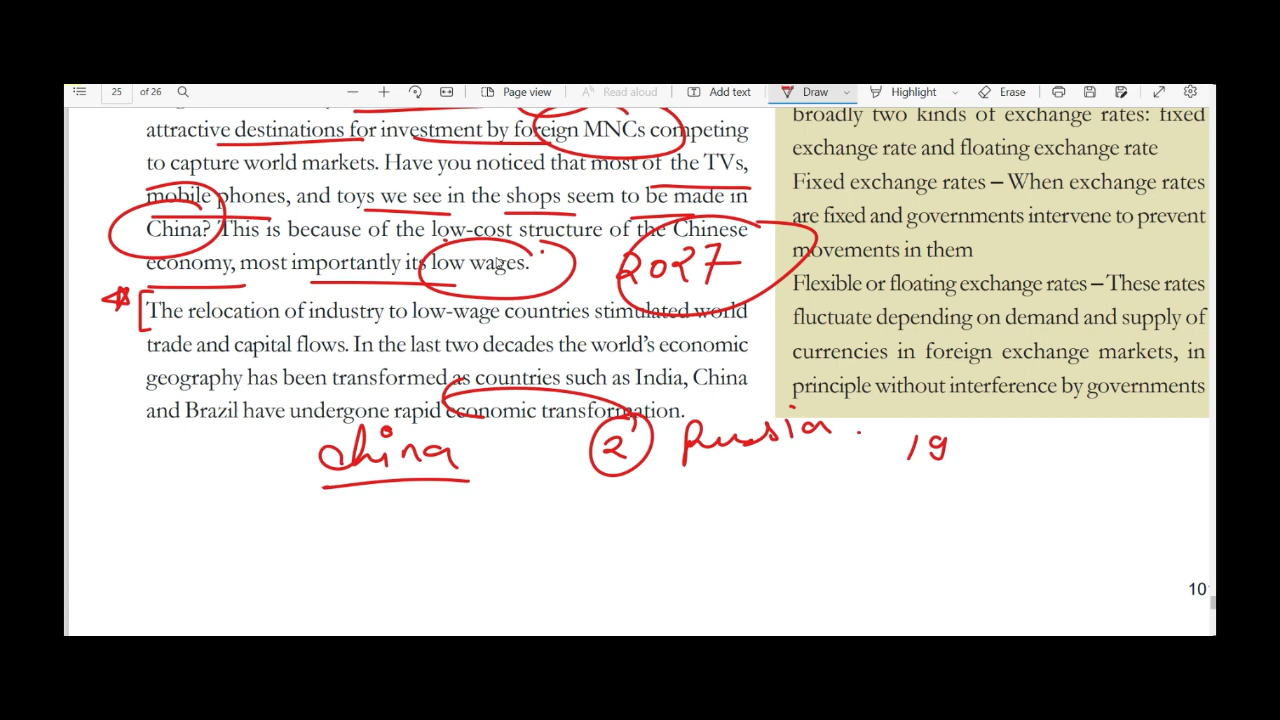 25 of 26 Page view Read aloud Add text Draw Highlight Erase
attractive destinations for investment by foreign MNCs competing
to capture world markets. Have you noticed that most of the TVs,
mobile phones, and toys we see in the shops seem to be made in
China? This is because of the low-cost structure of the Chinese
economy, most importantly its low wages.
2027
The relocation of industry to low-wage countries stimulated world
trade and capital flows. In the last two decades the world's economic
geography has been transformed as countries such as India, China
and Brazil have undergone rapid economic transformation.
broadly two kinds of exchange rates: fixed
exchange rate and floating exchange rate
Fixed exchange rates – When exchange rates
are fixed and governments intervene to prevent
movements in them
Flexible or floating exchange rates – These rates
fluctuate depending on demand and supply of
currencies in foreign exchange markets, in
principle without interference by governments
China 2 Russia. 19
10